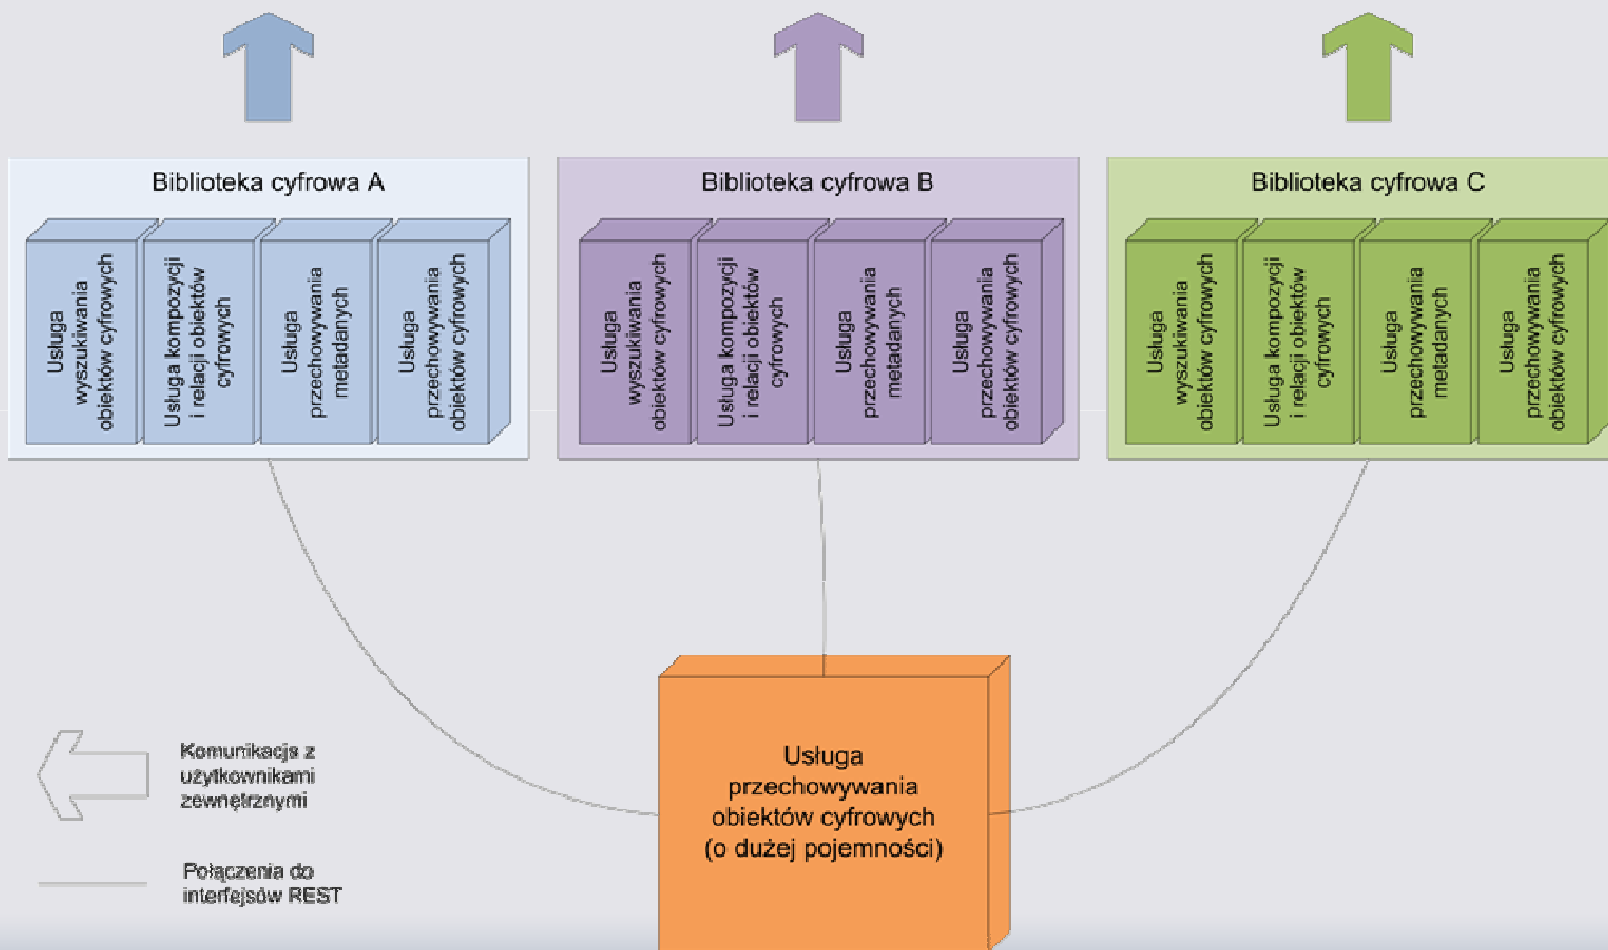 Biblioteka cyfrowa A
Usługa
wyszukiwania
obiektów cyfrowych
Usługa kompozycji
i relacji obiektów
cyfrowych
Usługa
przechowywania
metadanych
Usługa
przechowywania
obiektów cyfrowych
Biblioteka cyfrowa B
Usługa
wyszukiwania
obiektów cyfrowych
Usługa kompozycji
i relacji obiektów
cyfrowych
Usługa
przechowywania
metadanych
Usługa
przechowywania
obiektów cyfrowych
Biblioteka cyfrowa C
Usługa
wyszukiwania
obiektów cyfrowych
Usługa kompozycji
i relacji obiektów
cyfrowych
Usługa
przechowywania
metadanych
Usługa
przechowywania
obiektów cyfrowych
Usługa
przechowywania
obiektów cyfrowych
(o dużej pojemności)
Komunikacja z
użytkownikami
zewnętrznymi
Połączenia do
interfejsów REST